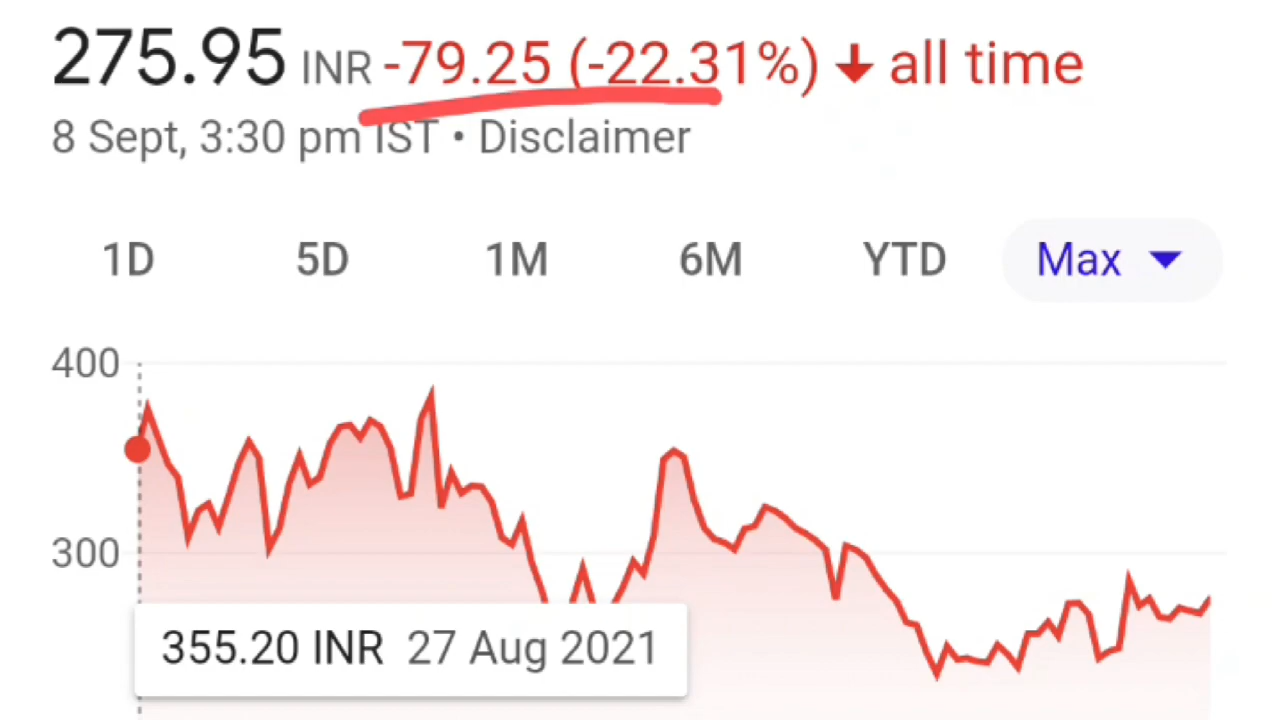 275.95 INR -79.25 (-22.31%) ↓ all time
8 Sept, 3:30 pm IST • Disclaimer
1D 5D 1M 6M YTD Max
400
300
355.20 INR 27 Aug 2021